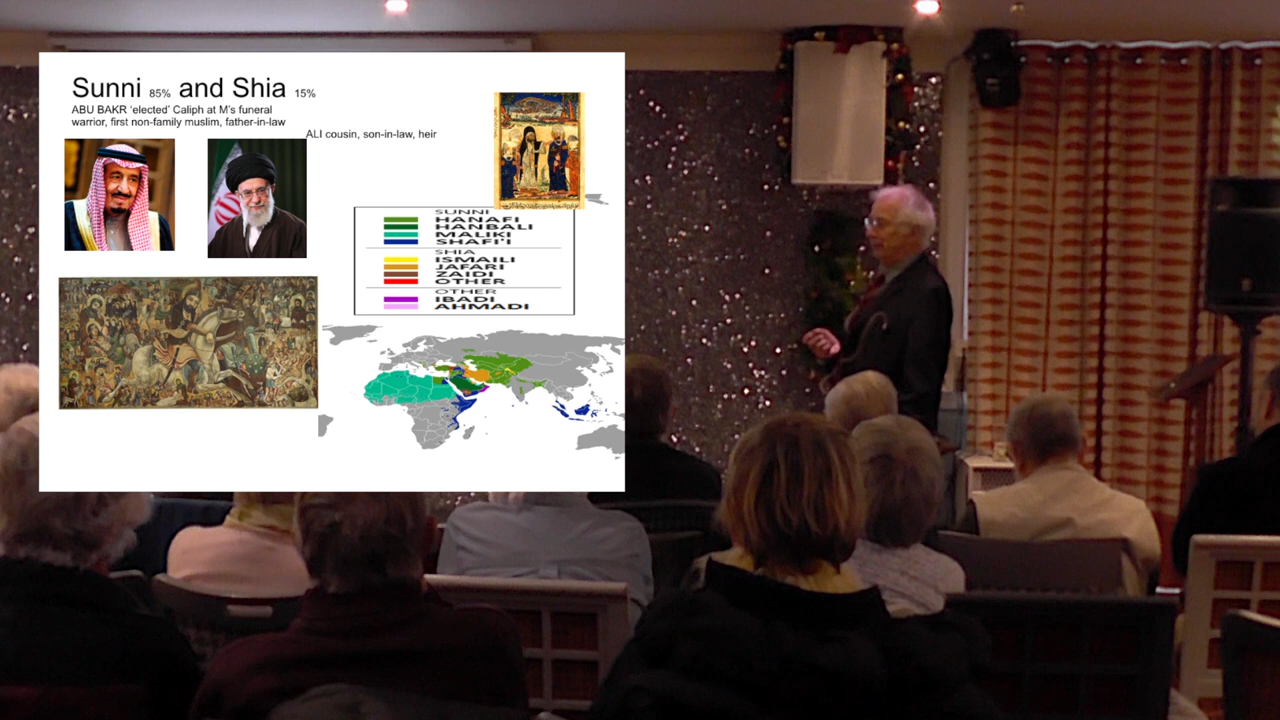 Sunni 85% and Shia 15%
ABU BAKR ‘elected’ Caliph at M’s funeral
warrior, first non-family muslim, father-in-law
ALI cousin, son-in-law, heir
SUNNI
HANAFI
HANBALI
MALIKI
SHAFI'I
SHIA
ISMAILI
JAFARI
ZAIDI
OTHER
OTHER
IBADI
AHMADI